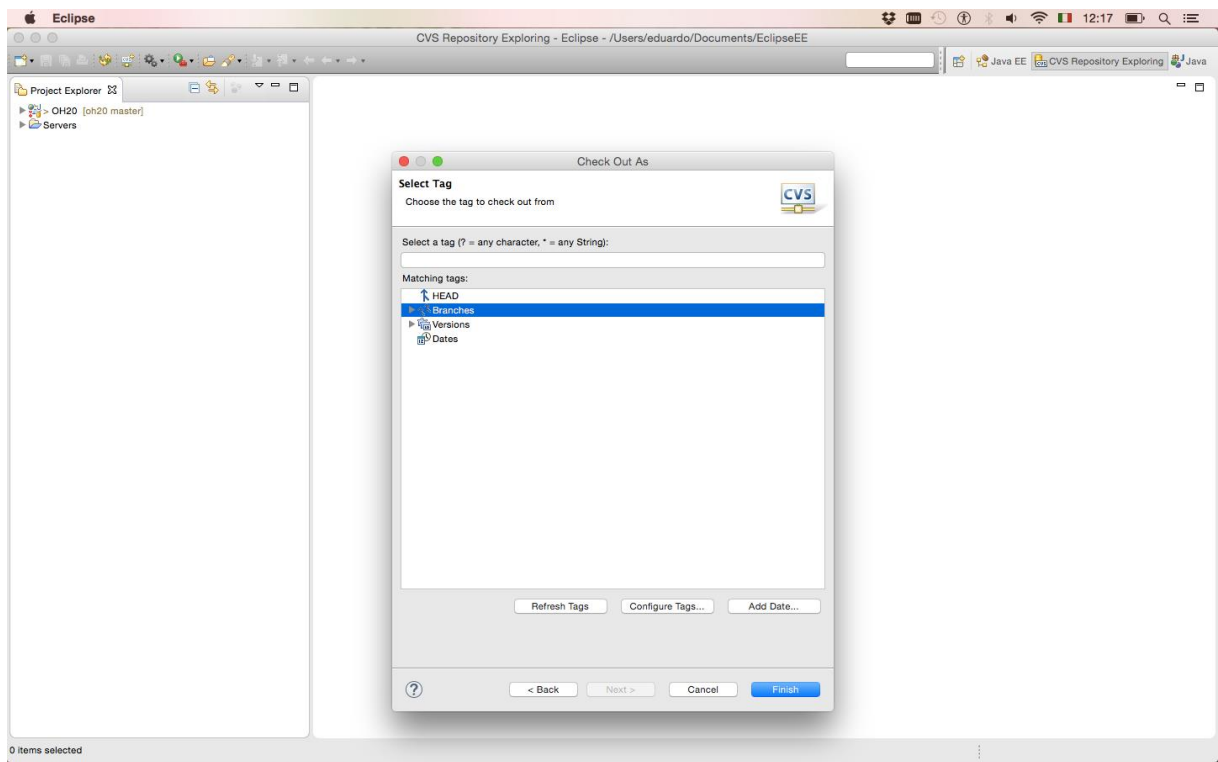 Eclipse
12:17
CVS Repository Exploring - Eclipse - /Users/eduardo/Documents/EclipseEE
Java EE CVS Repository Exploring Java
Project Explorer
> OH20 [oh20 master]
Servers
Check Out As
Select Tag
Choose the tag to check out from
CVS
Select a tag (? = any character, * = any String):
Matching tags:
HEAD
Branches
Versions
Dates
Refresh Tags Configure Tags... Add Date...
? < Back Next > Cancel Finish
0 items selected